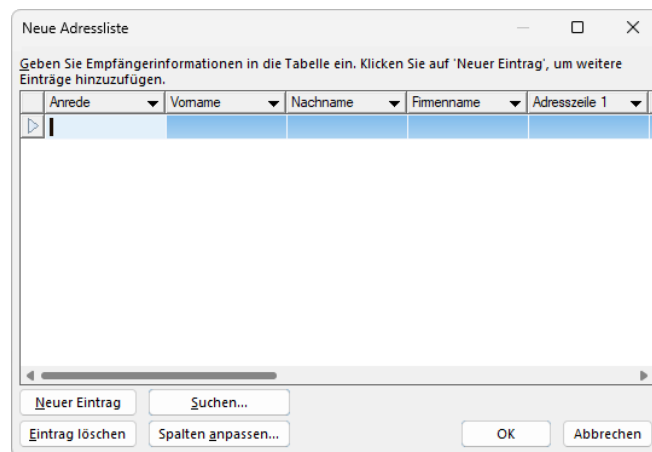 Neue Adressliste
Geben Sie Empfängerinformationen in die Tabelle ein. Klicken Sie auf 'Neuer Eintrag', um weitere
Einträge hinzuzufügen.
Anrede Vorname Nachname Firmenname Adresszeile 1
Neuer Eintrag Suchen...
Eintrag löschen Spalten anpassen... OK Abbrechen